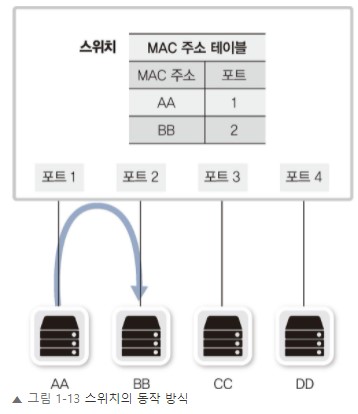 스위치
MAC 주소 테이블
MAC 주소 포트
AA 1
BB 2
포트 1 포트 2 포트 3 포트 4
AA BB CC DD
▲ 그림 1-13 스위치의 동작 방식